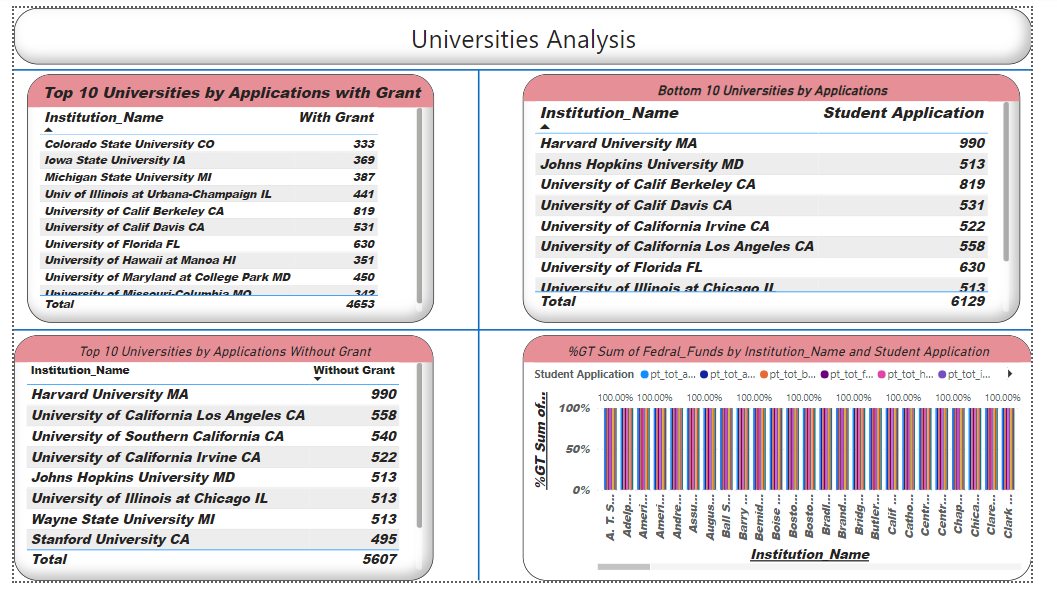 Universities Analysis
Top 10 Universities by Applications with Grant
Institution_Name With Grant
Colorado State University CO 333
Iowa State University IA 369
Michigan State University MI 387
Univ of Illinois at Urbana-Champaign IL 441
University of Calif Berkeley CA 819
University of Calif Davis CA 531
University of Florida FL 630
University of Hawaii at Manoa HI 351
University of Maryland at College Park MD 450
University of Missouri-Columbia MO 342
Total 4653
Bottom 10 Universities by Applications
Institution_Name Student Application
Harvard University MA 990
Johns Hopkins University MD 513
University of Calif Berkeley CA 819
University of Calif Davis CA 531
University of California Irvine CA 522
University of California Los Angeles CA 558
University of Florida FL 630
University of Illinois at Chicago IL 513
Total 6129
Top 10 Universities by Applications Without Grant
Institution_Name Without Grant
Harvard University MA 990
University of California Los Angeles CA 558
University of Southern California CA 540
University of California Irvine CA 522
Johns Hopkins University MD 513
University of Illinois at Chicago IL 513
Wayne State University MI 513
Stanford University CA 495
Total 5607
%GT Sum of Fedral_Funds by Institution_Name and Student Application
Student Application pt_tot_a... pt_tot_a... pt_tot_b... pt_tot_f... pt_tot_h... pt_tot_i...
%GT Sum of...
100.00% 100.00% 100.00% 100.00% 100.00% 100.00% 100.00% 100.00% 100.00%
100%
50%
0%
A. T. S...
Adelp...
Ameri...
Ameri...
Andre...
Assu...
Augus...
Ball S...
Barry ...
Bemid...
Boise ...
Bosto...
Bosto...
Bradl...
Brand...
Bridg...
Butler...
Calif ...
Catho...
Centr...
Centr...
Chap...
Chica...
Clare...
Clark ...
Institution_Name